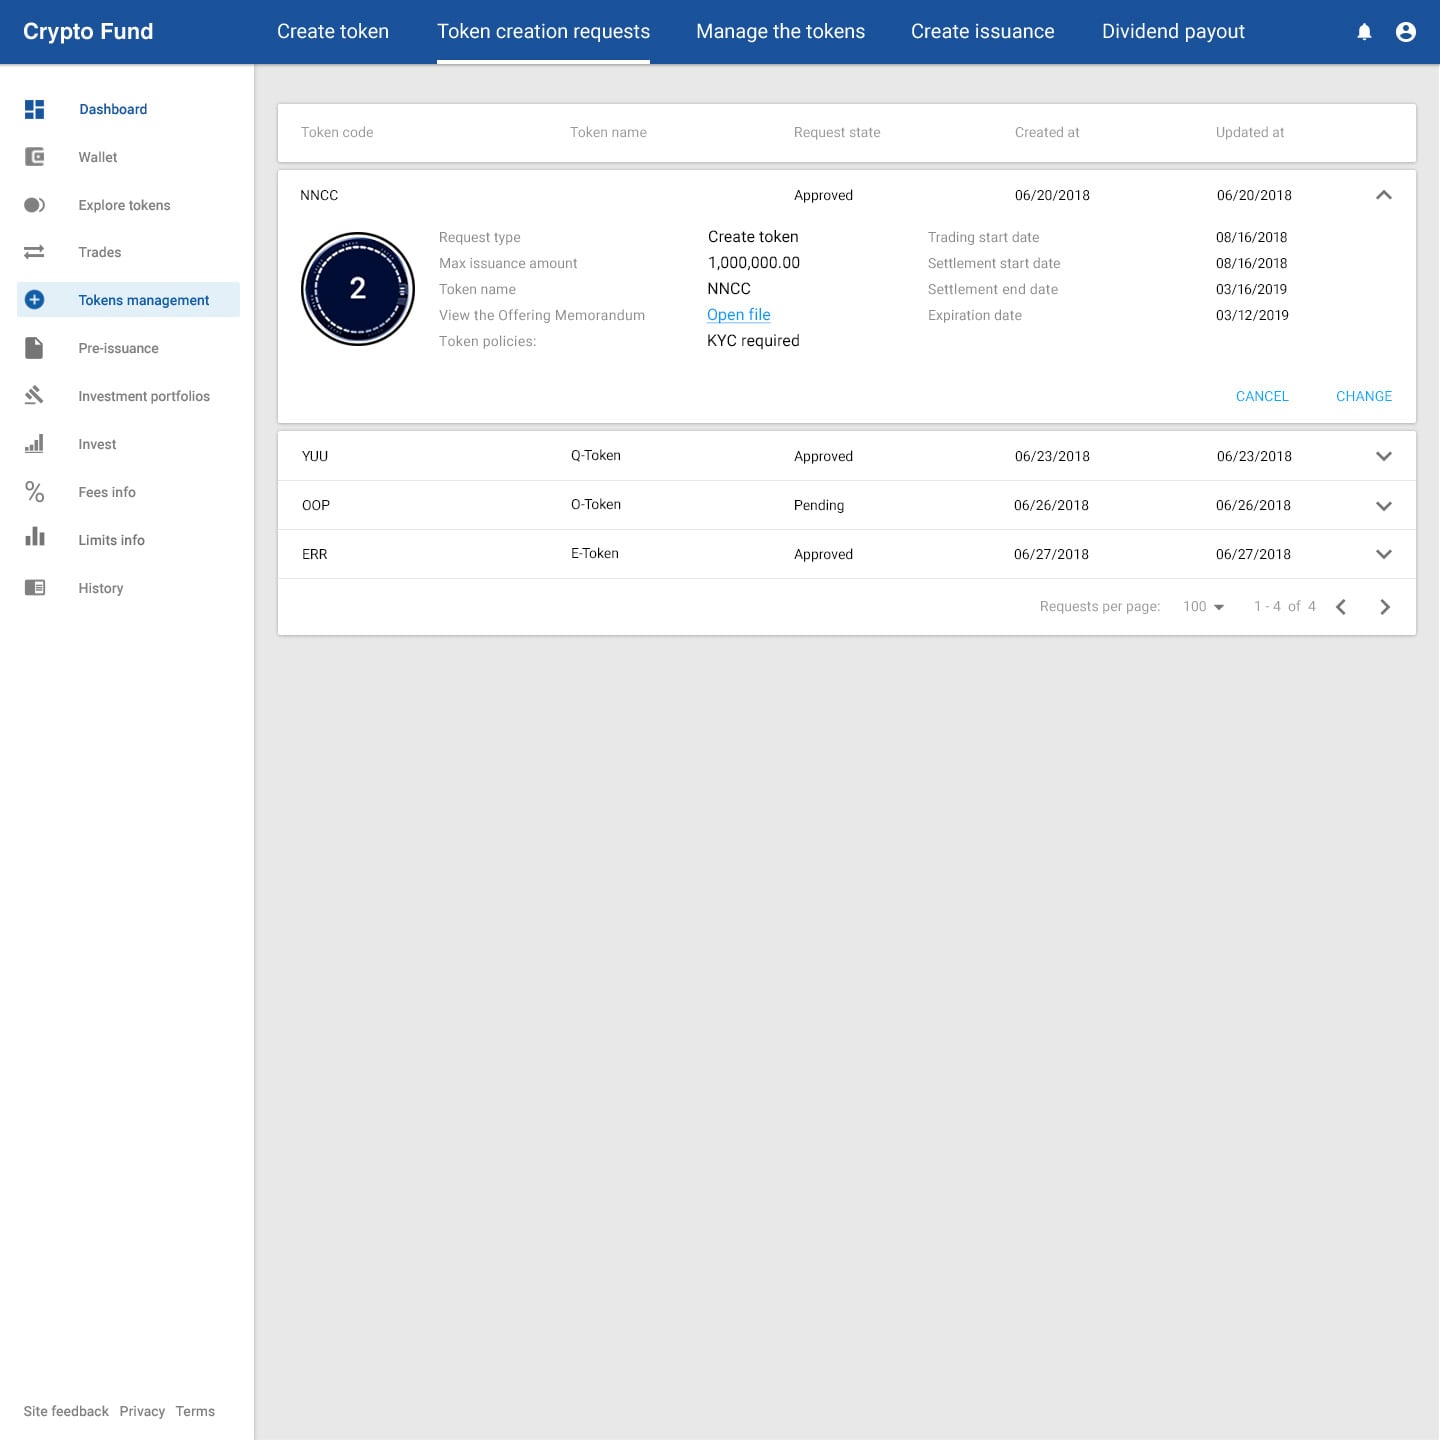 Crypto Fund
Create token
Token creation requests
Manage the tokens
Create issuance
Dividend payout
Dashboard
Wallet
Explore tokens
Trades
Tokens management
Pre-issuance
Investment portfolios
Invest
Fees info
Limits info
History
Token code Token name Request state Created at Updated at
NNCC Approved 06/20/2018 06/20/2018
2
Request type Create token Trading start date 08/16/2018
Max issuance amount 1,000,000.00 Settlement start date 08/16/2018
Token name NNCC Settlement end date 03/16/2019
View the Offering Memorandum Open file Expiration date 03/12/2019
Token policies: KYC required
CANCEL CHANGE
YUU Q-Token Approved 06/23/2018 06/23/2018
OOP O-Token Pending 06/26/2018 06/26/2018
ERR E-Token Approved 06/27/2018 06/27/2018
Requests per page: 100 1 - 4 of 4
Site feedback Privacy Terms